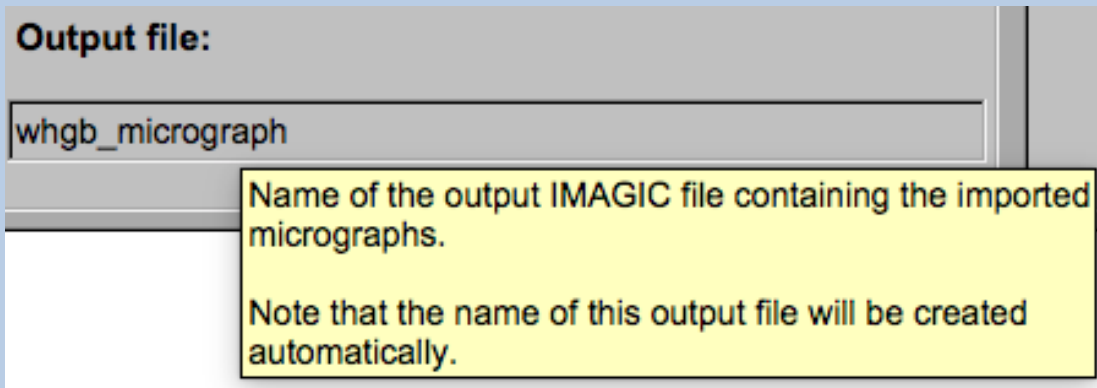 Output file:
whgb_micrograph
Name of the output IMAGIC file containing the imported
micrographs.
Note that the name of this output file will be created
automatically.